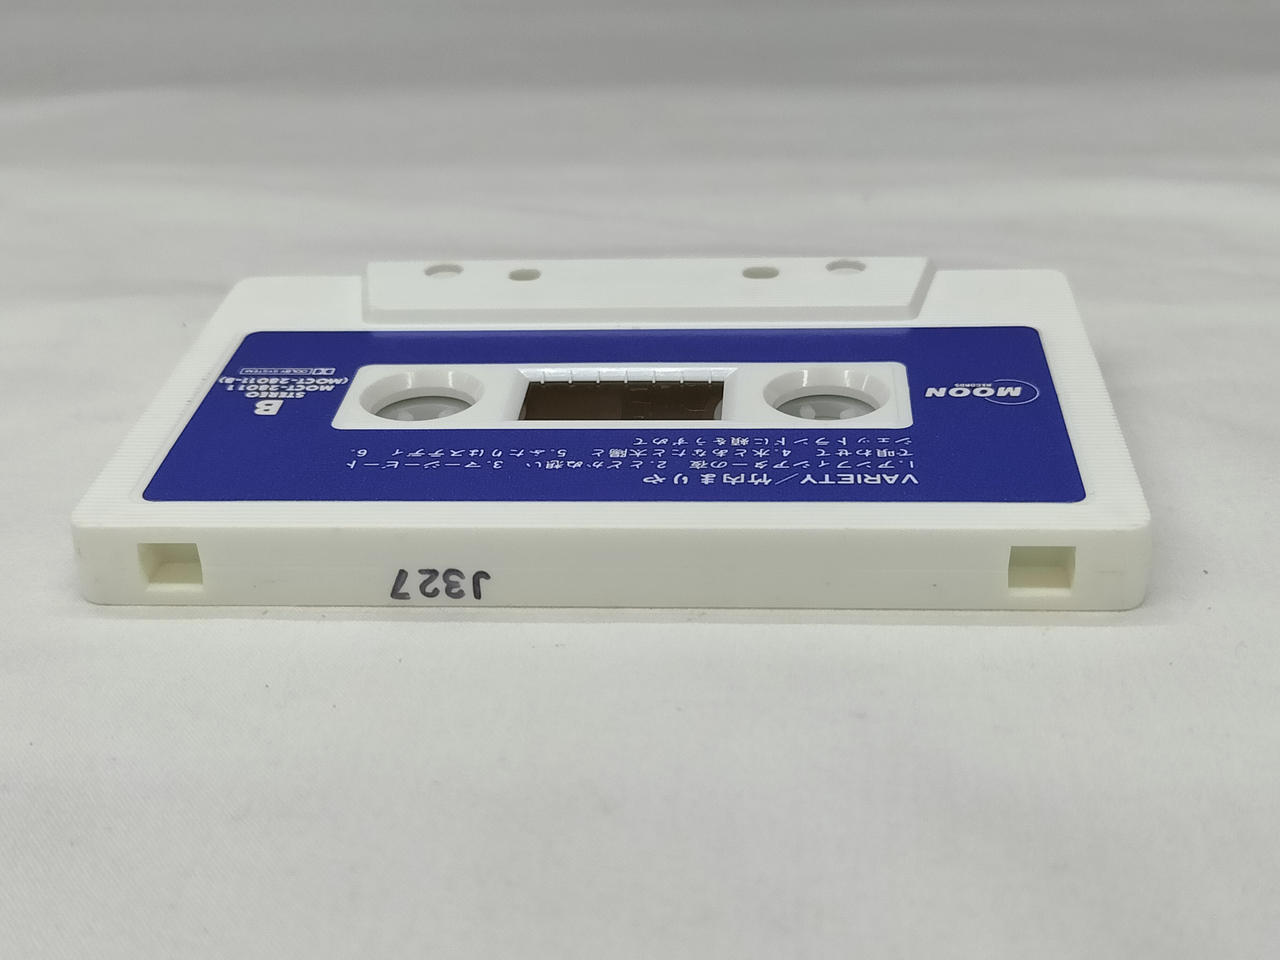 VARIETY／竹内まりや
1.アンフィシアターの夜 2.とどかぬ想い 3.マージービート
で唄わせて 4.水とあなたと太陽と 5.ふたりはステディ 6.
シェットランドに頬をうずめて
MOON
RECORDS
B
STEREO
MOCT-28011
(MOCT-28011-B)
DOLBY SYSTEM
J327